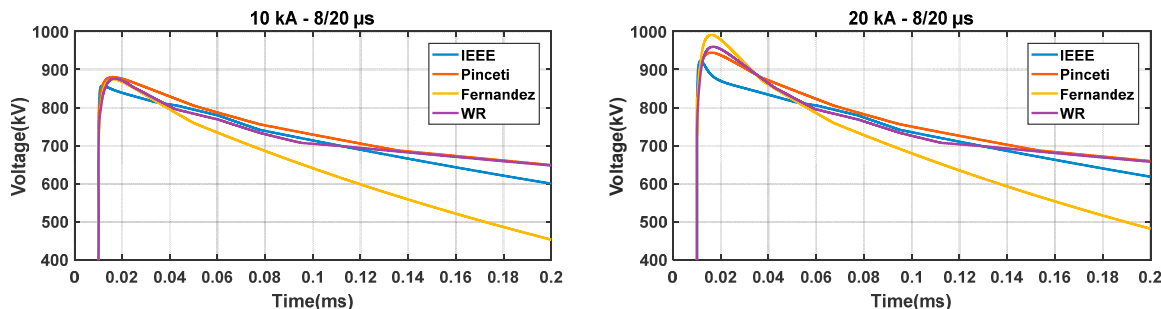 10 kA - 8/20 µs
Voltage(kV)
1000
900
800
700
600
500
400
0 0.02 0.04 0.06 0.08 0.1 0.12 0.14 0.16 0.18 0.2
Time(ms)
IEEE
Pinceti
Fernandez
WR
20 kA - 8/20 µs
Voltage(kV)
1000
900
800
700
600
500
400
0 0.02 0.04 0.06 0.08 0.1 0.12 0.14 0.16 0.18 0.2
Time(ms)
IEEE
Pinceti
Fernandez
WR